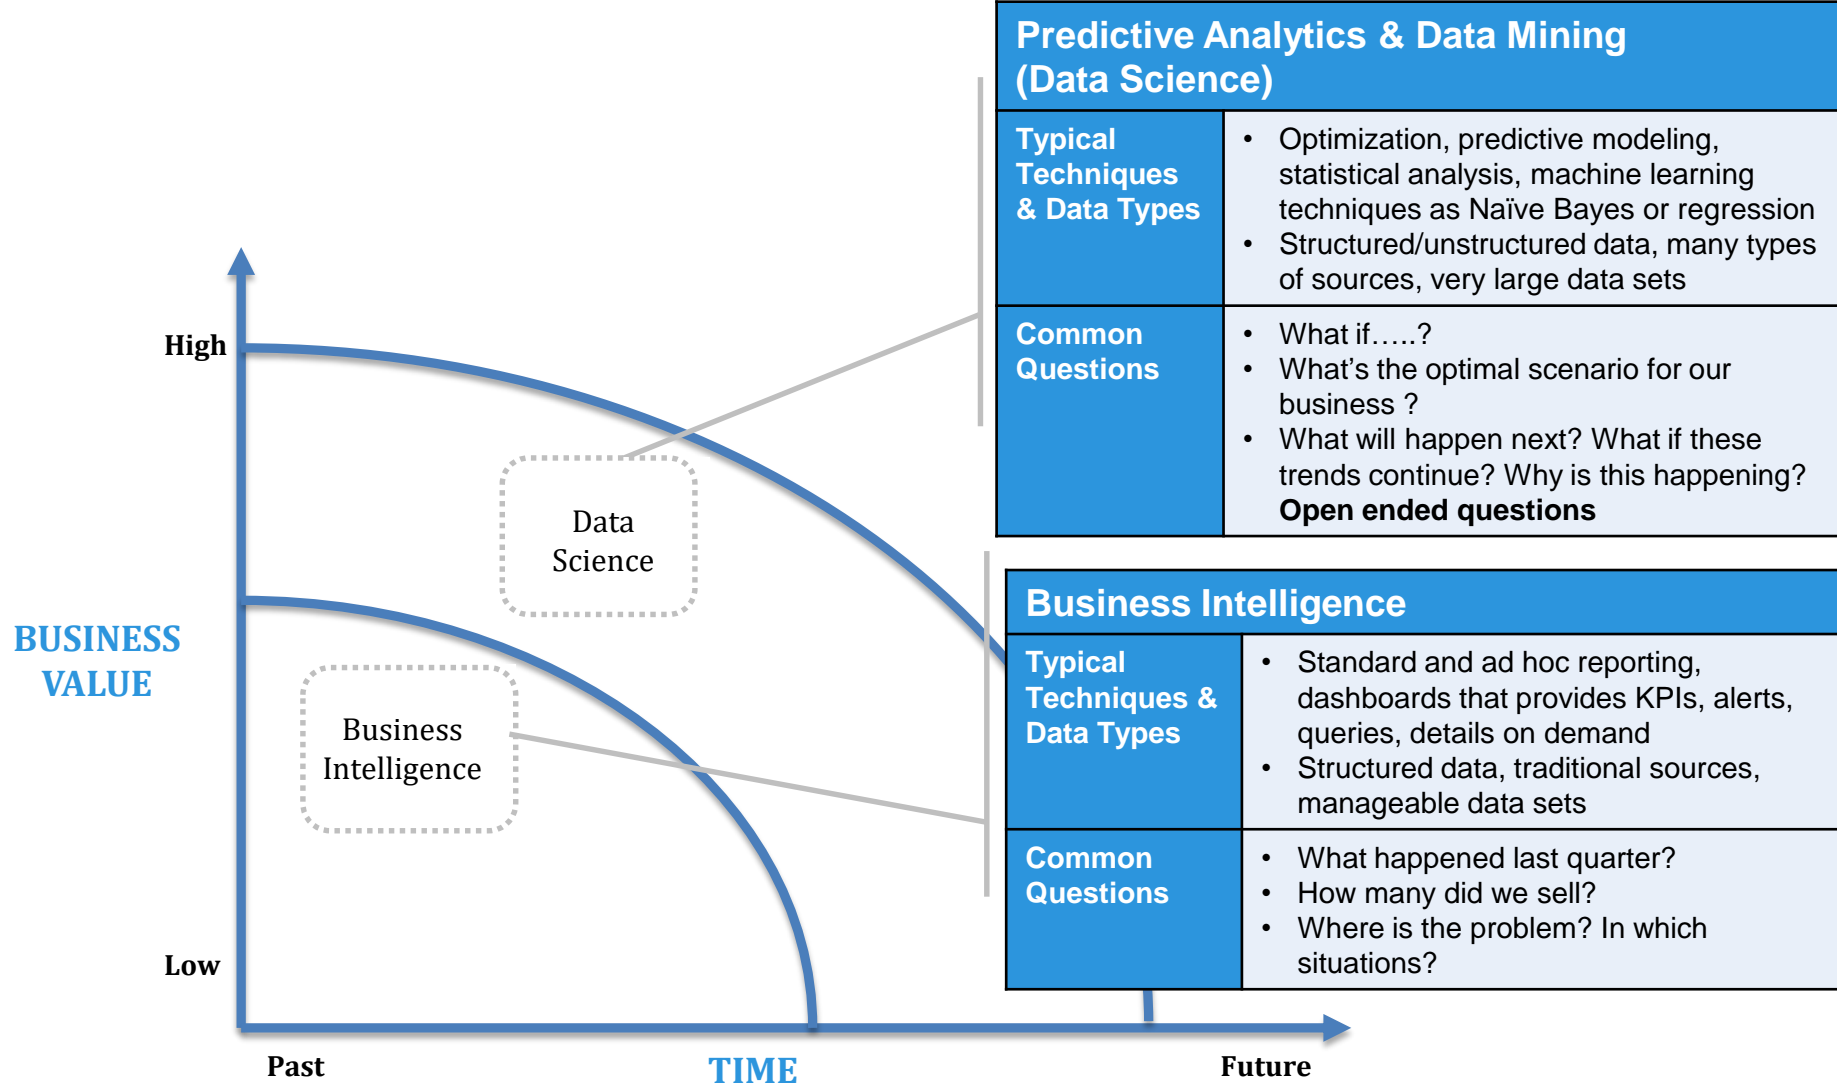 Predictive Analytics & Data Mining
(Data Science)
Typical
Techniques
& Data Types
• Optimization, predictive modeling,
statistical analysis, machine learning
techniques as Naïve Bayes or regression
• Structured/unstructured data, many types
of sources, very large data sets
Common
Questions
• What if…..?
• What’s the optimal scenario for our
business ?
• What will happen next? What if these
trends continue? Why is this happening?
Open ended questions
Business Intelligence
Typical
Techniques &
Data Types
• Standard and ad hoc reporting,
dashboards that provides KPIs, alerts,
queries, details on demand
• Structured data, traditional sources,
manageable data sets
Common
Questions
• What happened last quarter?
• How many did we sell?
• Where is the problem? In which
situations?
High
Data
Science
BUSINESS
VALUE
Business
Intelligence
Low
Past
TIME
Future